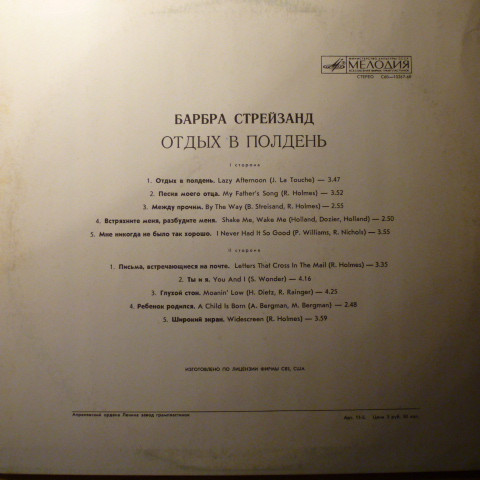 МЕЛОДИЯ
СТЕРЕО
БАРБРА СТРЕЙЗАНД
ОТДЫХ В ПОЛДЕНЬ
I сторона
1. Отдых в полдень. Lazy Afternoon (J. La Touche) — 3.47
2. Песня моего отца. My Father's Song (R. Holmes) — 3.52
3. Между прочим. By The Way (B. Streisand, R. Holmes) — 2.55
4. Встряхните меня, разбудите меня. Shake Me, Wake Me (Holland, Dozier, Holland) — 2.50
5. Мне никогда не было так хорошо. I Never Had It So Good (P. Williams, R. Nichols) — 3.55
II сторона
1. Письма, встречающиеся на почте. Letters That Cross In The Mail (R. Holmes) — 3.35
2. Ты и я. You And I (S. Wonder) — 4.16
3. Глухой стон. Moanin' Low (H. Dietz, R. Rainger) — 4.25
4. Ребенок родился. A Child Is Born (A. Bergman, M. Bergman) — 2.48
5. Широкий экран. Widescreen (R. Holmes) — 3.59
ИЗГОТОВЛЕНО ПО ЛИЦЕНЗИИ ФИРМЫ CBS, США
Апрелевский ордена Ленина завод грампластинок